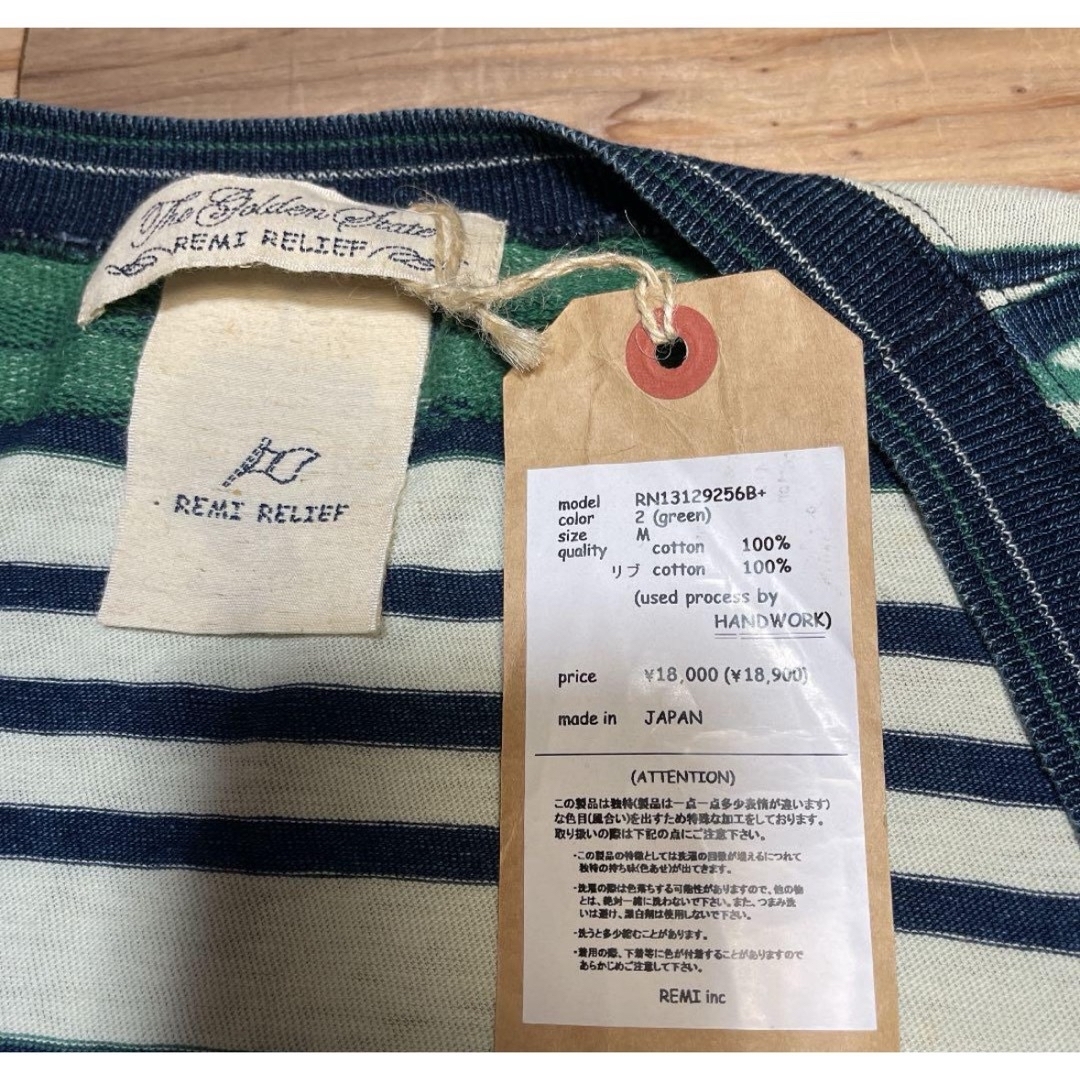 The Golden State
REMI RELIEF
REMI RELIEF
model RN13129256B+
color 2 (green)
size M
quality cotton 100%
リブ cotton 100%
(used process by
HANDWORK)
price ¥18,000 (¥18,900)
made in JAPAN
(ATTENTION)
この製品は独特(製品は一点一点多少表情が違います)
な色目(風合い)を出すため特殊な加工をしております。
取り扱いの際は下記の点にご注意下さい。
・この製品の特徴としては洗濯の回数が増えるにつれて
独特の持ち味(色あせ)が出てきます。
・洗濯の際は色落ちする可能性がありますので、他の物
とは、絶対一緒に洗わないで下さい。また、つまみ洗
いは避け、漂白剤は使用しないで下さい。
・洗うと多少縮むことがあります。
・着用の際、下着等に色が付着することがありますので
あらかじめご注意して下さい。
REMI inc